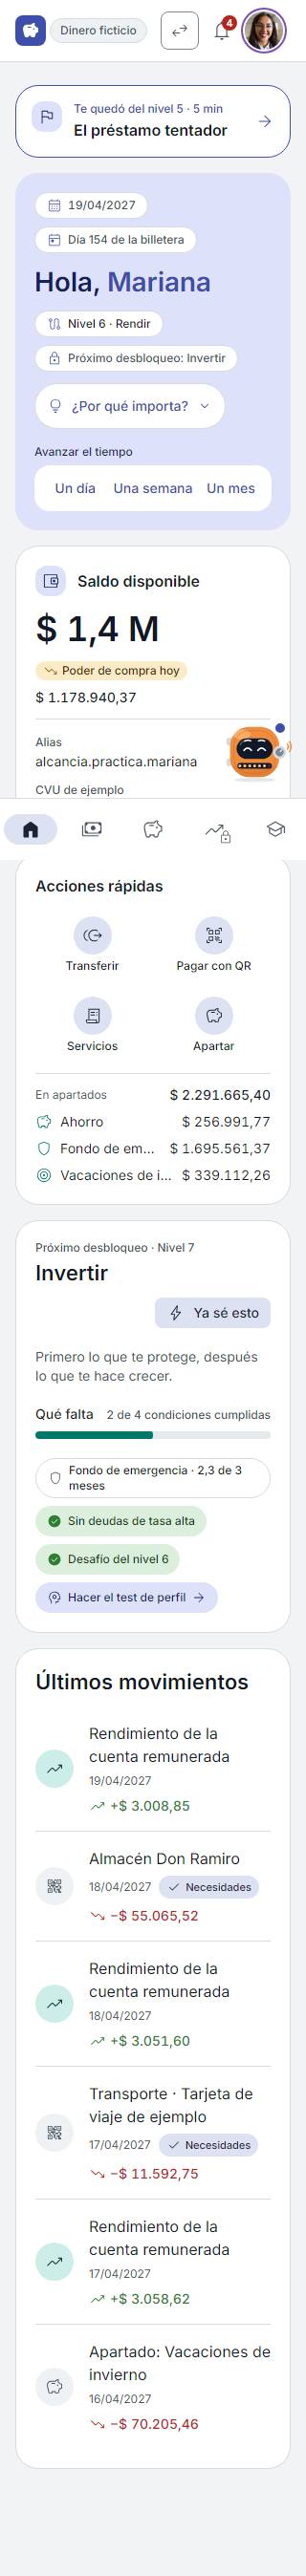 Dinero ficticio
4
Te quedó del nivel 5 · 5 min
El préstamo tentador
19/04/2027
Día 154 de la billetera
Hola, Mariana
Nivel 6 · Rendir
Próximo desbloqueo: Invertir
¿Por qué importa?
Avanzar el tiempo
Un día Una semana Un mes
Saldo disponible
$ 1,4 M
Poder de compra hoy
$ 1.178.940,37
Alias
alcancia.practica.mariana
CVU de ejemplo
Acciones rápidas
Transferir Pagar con QR
Servicios Apartar
En apartados $ 2.291.665,40
Ahorro $ 256.991,77
Fondo de em... $ 1.695.561,37
Vacaciones de i... $ 339.112,26
Próximo desbloqueo · Nivel 7
Invertir
Ya sé esto
Primero lo que te protege, después
lo que te hace crecer.
Qué falta 2 de 4 condiciones cumplidas
Fondo de emergencia · 2,3 de 3
meses
Sin deudas de tasa alta
Desafío del nivel 6
Hacer el test de perfil
Últimos movimientos
Rendimiento de la
cuenta remunerada
19/04/2027
+$ 3.008,85
Almacén Don Ramiro
18/04/2027 Necesidades
−$ 55.065,52
Rendimiento de la
cuenta remunerada
18/04/2027
+$ 3.051,60
Transporte · Tarjeta de
viaje de ejemplo
17/04/2027 Necesidades
−$ 11.592,75
Rendimiento de la
cuenta remunerada
17/04/2027
+$ 3.058,62
Apartado: Vacaciones de
invierno
16/04/2027
−$ 70.205,46